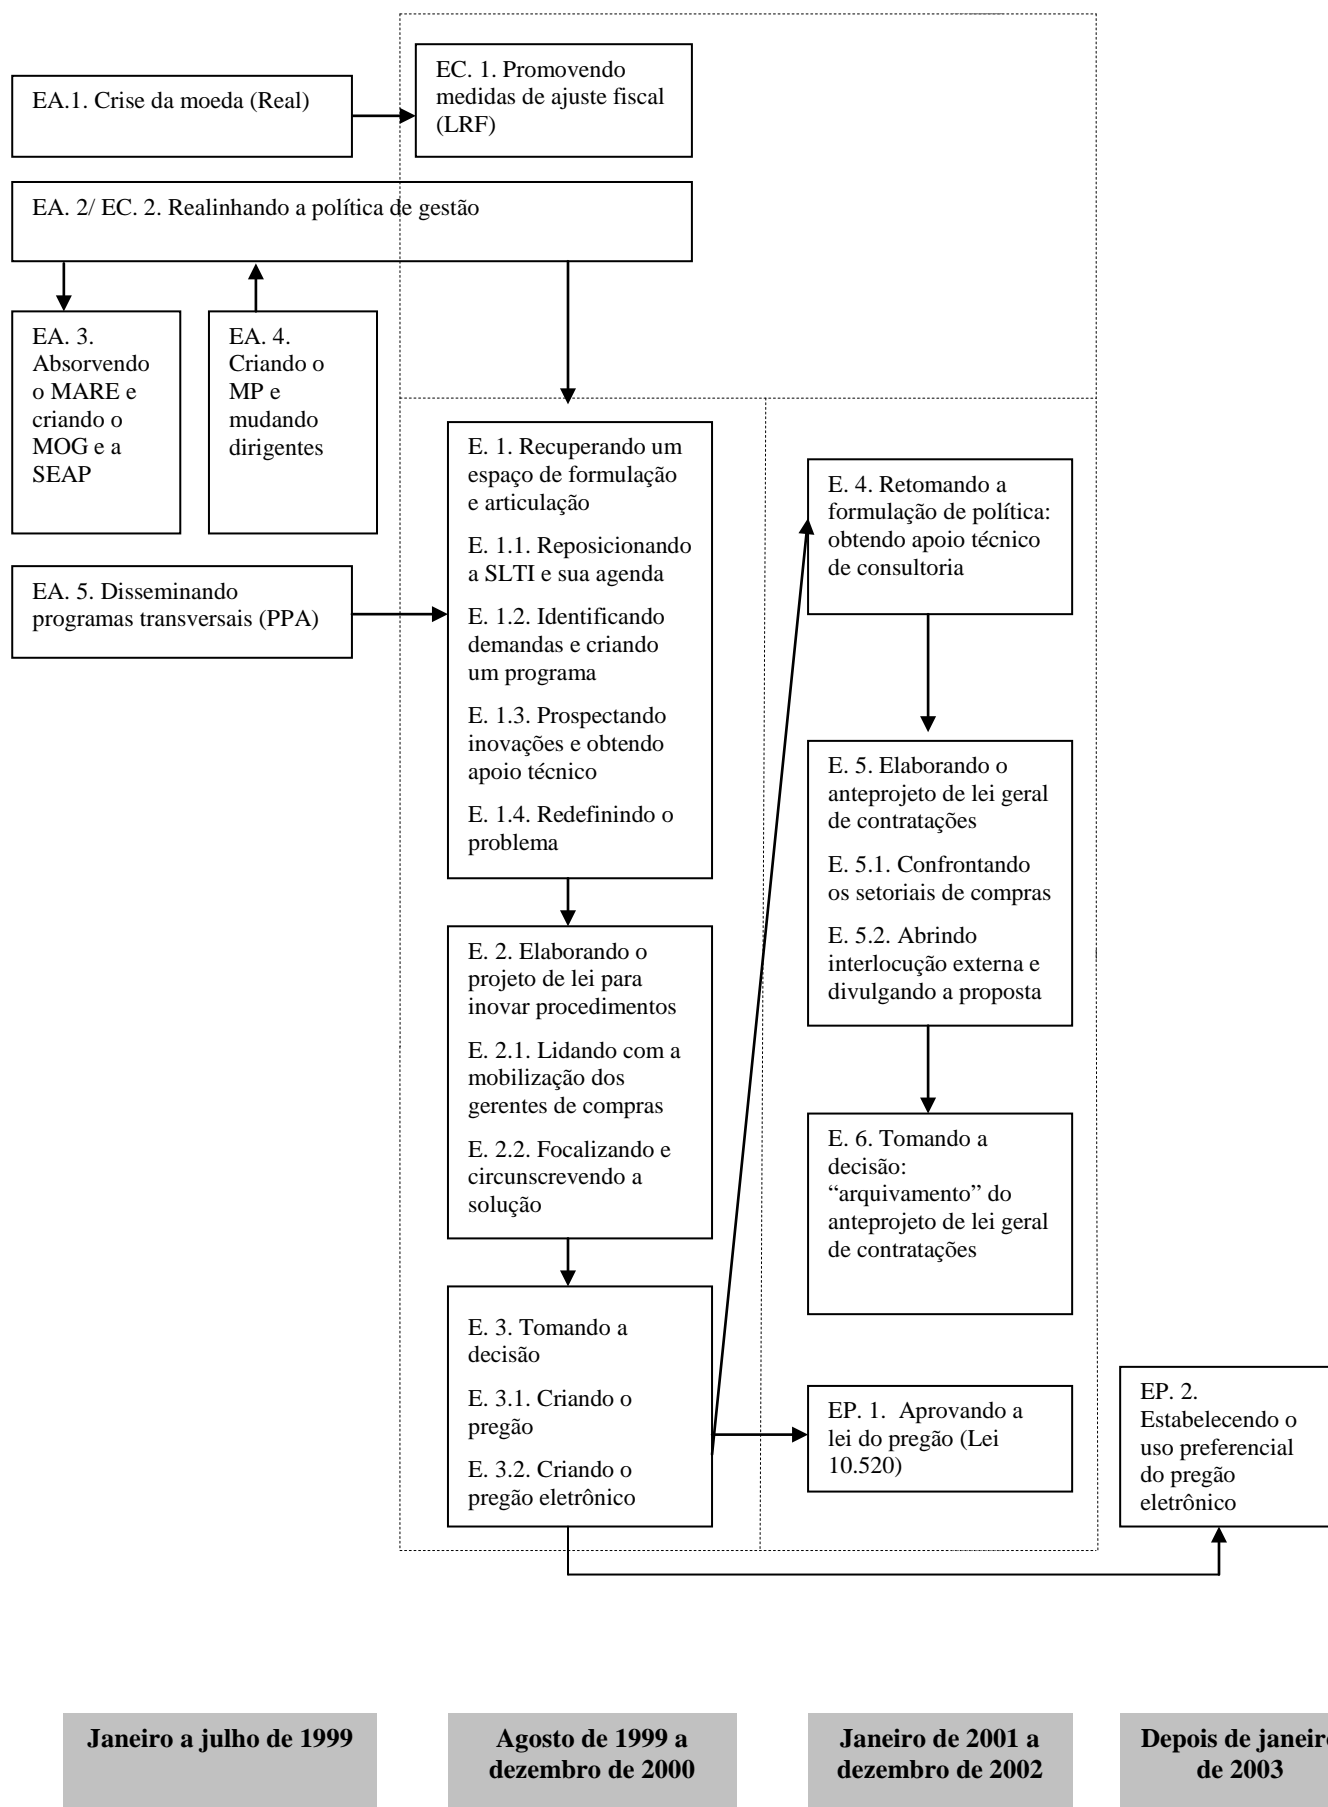 EA.1. Crise da moeda (Real)
EC. 1. Promovendo
medidas de ajuste fiscal
(LRF)
EA. 2/ EC. 2. Realinhando a política de gestão
EA. 3.
Absorvendo
o MARE e
criando o
MOG e a
SEAP
EA. 4.
Criando o
MP e
mudando
dirigentes
EA. 5. Disseminando
programas transversais (PPA)
E. 1. Recuperando um
espaço de formulação
e articulação
E. 1.1. Reposicionando
a SLTI e sua agenda
E. 1.2. Identificando
demandas e criando
um programa
E. 1.3. Prospectando
inovações e obtendo
apoio técnico
E. 1.4. Redefinindo o
problema
E. 2. Elaborando o
projeto de lei para
inovar procedimentos
E. 2.1. Lidando com a
mobilização dos
gerentes de compras
E. 2.2. Focalizando e
circunscrevendo a
solução
E. 3. Tomando a
decisão
E. 3.1. Criando o
pregão
E. 3.2. Criando o
pregão eletrônico
E. 4. Retomando a
formulação de política:
obtendo apoio técnico
de consultoria
E. 5. Elaborando o
anteprojeto de lei geral
de contratações
E. 5.1. Confrontando
os setoriais de compras
E. 5.2. Abrindo
interlocução externa e
divulgando a proposta
E. 6. Tomando a
decisão:
“arquivamento” do
anteprojeto de lei geral
de contratações
EP. 1. Aprovando a
lei do pregão (Lei
10.520)
EP. 2.
Estabelecendo o
uso preferencial
do pregão
eletrônico
Janeiro a julho de 1999
Agosto de 1999 a
dezembro de 2000
Janeiro de 2001 a
dezembro de 2002
Depois de janeiro
de 2003